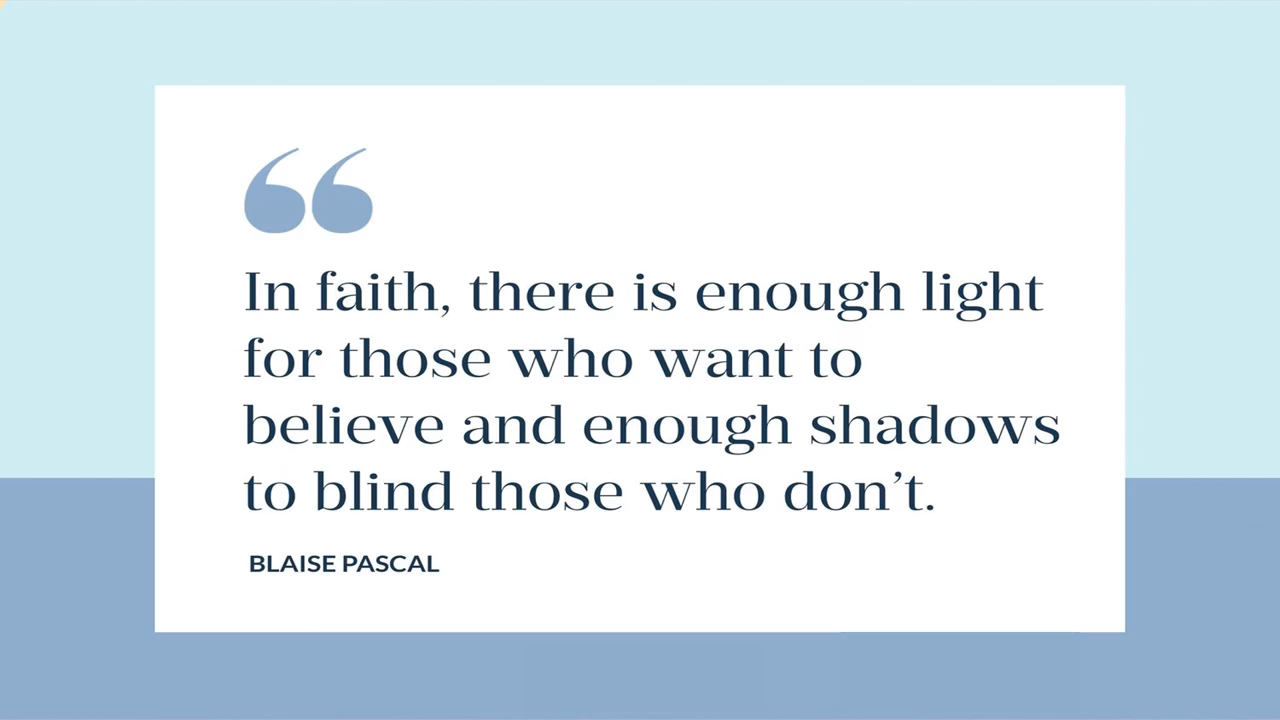 “
In faith, there is enough light
for those who want to
believe and enough shadows
to blind those who don’t.
BLAISE PASCAL